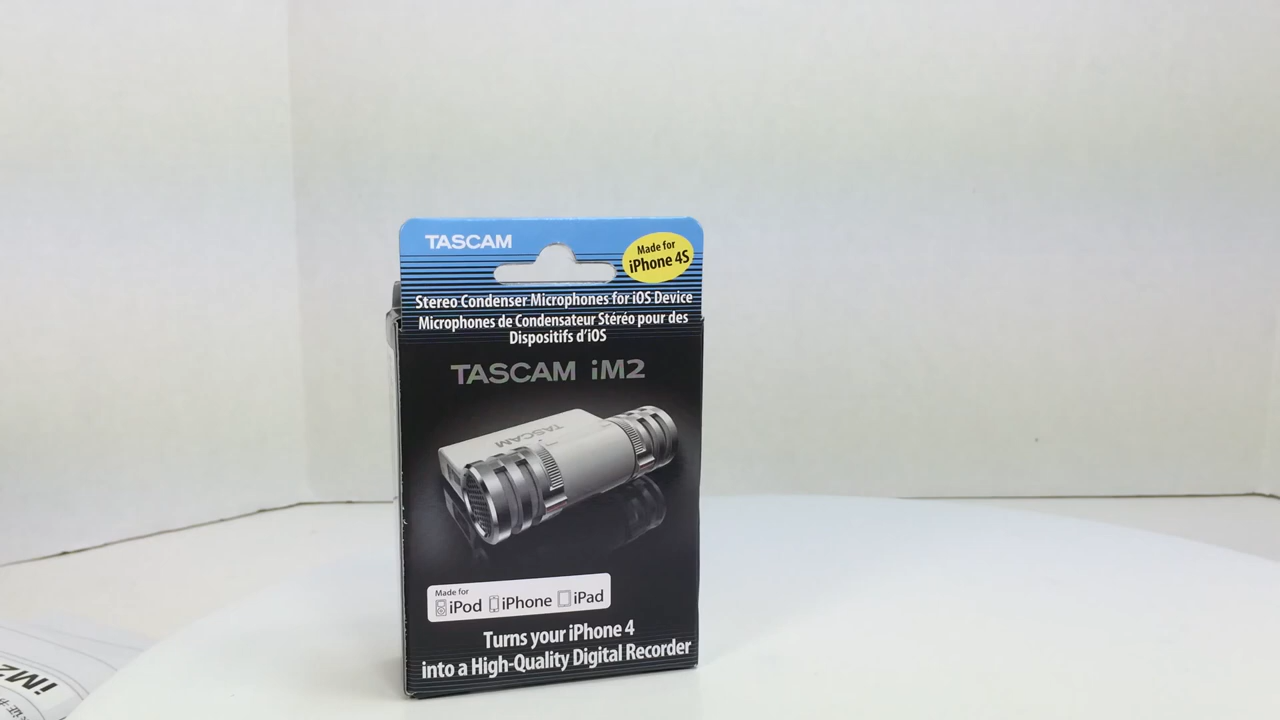 TASCAM
Made for
iPhone 4S
Stereo Condenser Microphones for iOS Device
Microphones de Condensateur Stéréo pour des
Dispositifs d'iOS
TASCAM iM2
TASCAM
Made for
iPod iPhone iPad
Turns your iPhone 4
into a High-Quality Digital Recorder
iM2